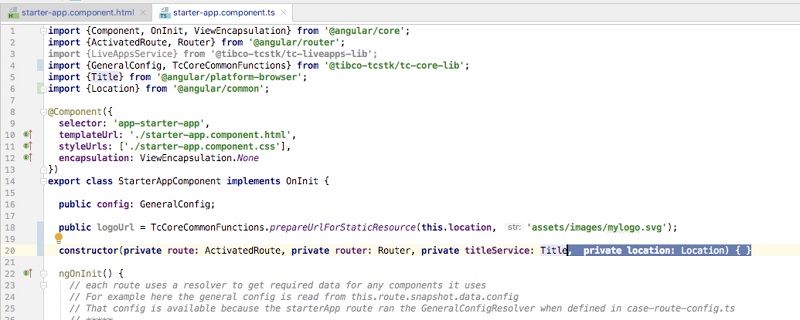 starter-app.component.html × starter-app.component.ts ×
1 import {Component, OnInit, ViewEncapsulation} from '@angular/core';
2 import {ActivatedRoute, Router} from '@angular/router';
3 import {LiveAppsService} from '@tibco-tcstk/tc-liveapps-lib';
4 import {GeneralConfig, TcCoreCommonFunctions} from '@tibco-tcstk/tc-core-lib';
5 import {Title} from '@angular/platform-browser';
6 import {Location} from '@angular/common';
7
8 @Component({
9 selector: 'app-starter-app',
10 templateUrl: './starter-app.component.html',
11 styleUrls: ['./starter-app.component.css'],
12 encapsulation: ViewEncapsulation.None
13 })
14 export class StarterAppComponent implements OnInit {
15
16 public config: GeneralConfig;
17
18 public logoUrl = TcCoreCommonFunctions.prepareUrlForStaticResource(this.location, str: 'assets/images/mylogo.svg');
19
20 constructor(private route: ActivatedRoute, private router: Router, private titleService: Title, private location: Location) { }
21
22 ngOnInit() {
23 // each route uses a resolver to get required data for any components it uses
24 // For example here the general config is read from this.route.snapshot.data.config
25 // That config is available because the starterApp route ran the GeneralConfigResolver when defined in case-route-config.ts